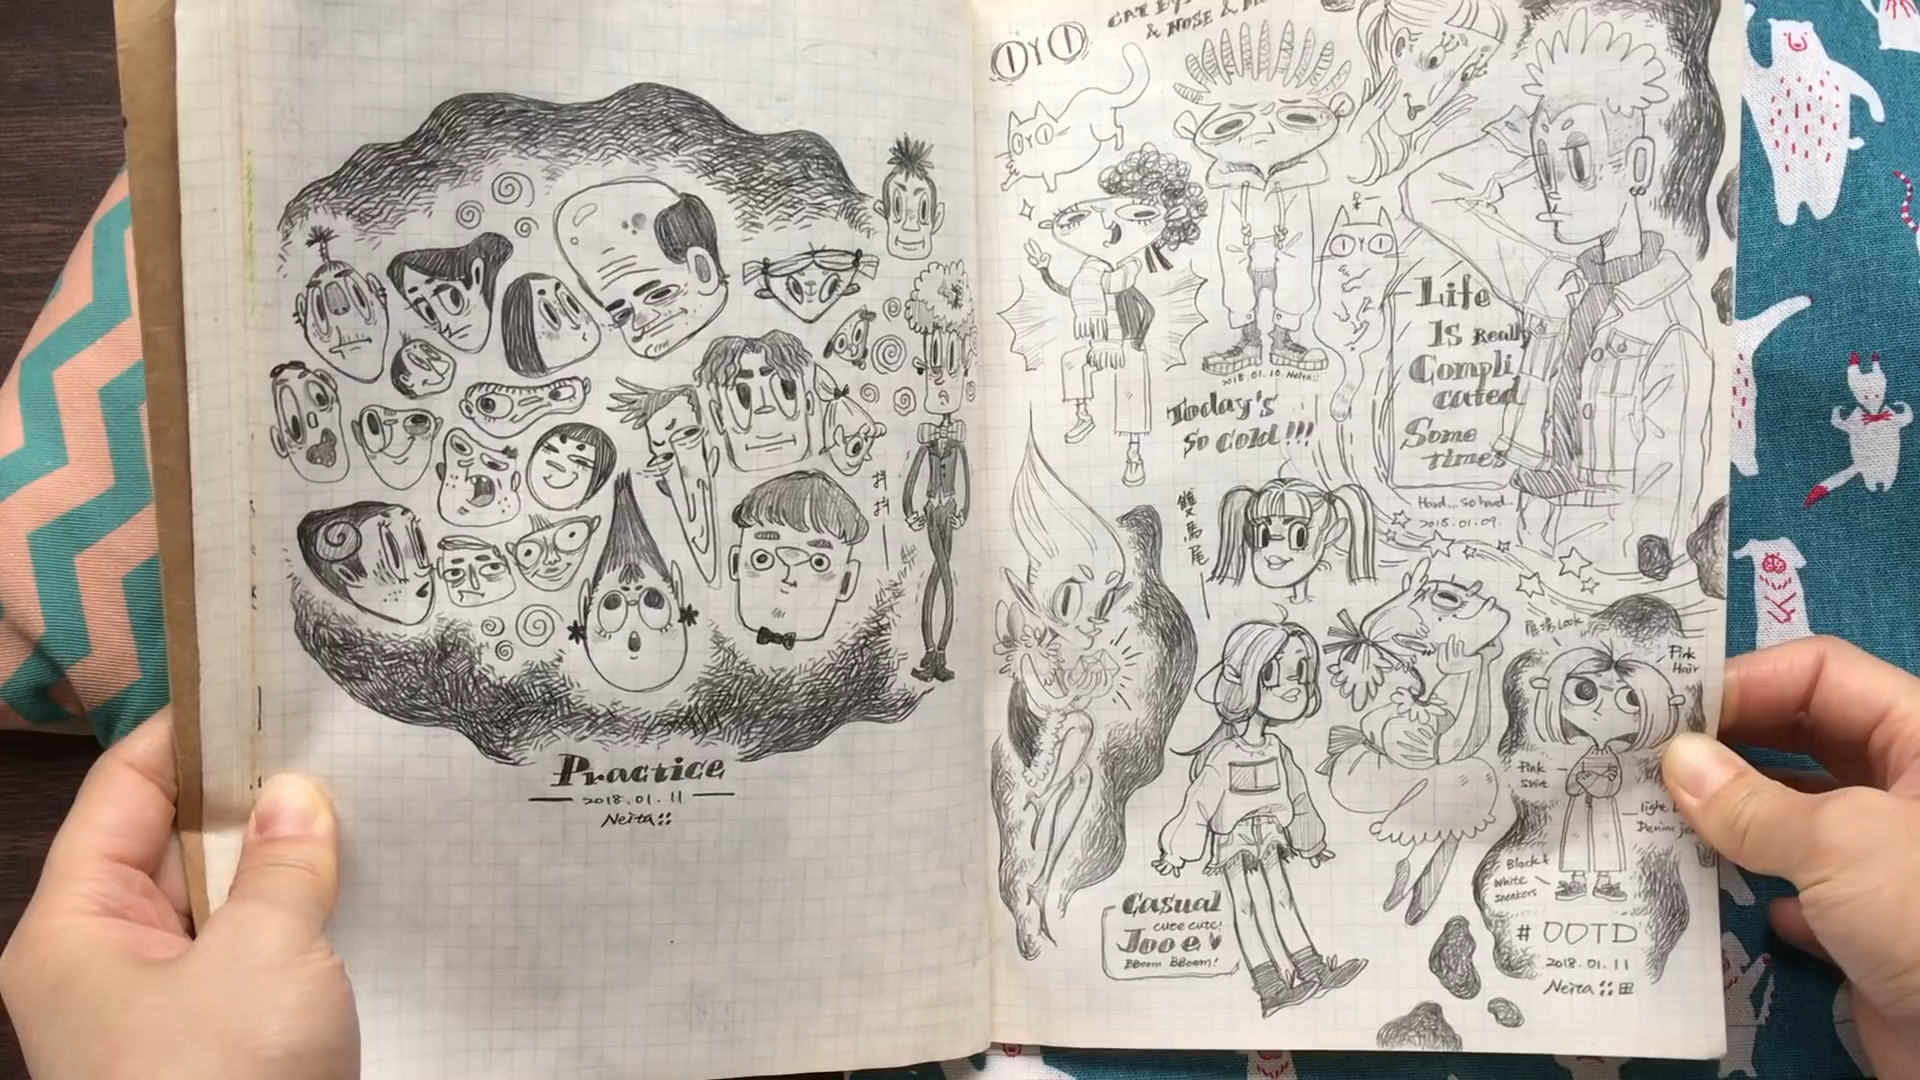 Practice
2018.01.11
Neita
抖
抖
CAT EY
& NOSE &
2018.01.10. Neita
Today's
so cold!!!
Life
Is Really
Compli
cated
Some
times
Hard... so hard..
2018.01.09.
雙
馬
尾
Look
Pink
Hair
Pink
Shirt
light
Denim
Black &
White
sneakers
# OOTD
2018.01.11
Neita
Casual
cute cute!
Jooe
BBoom BBoom!